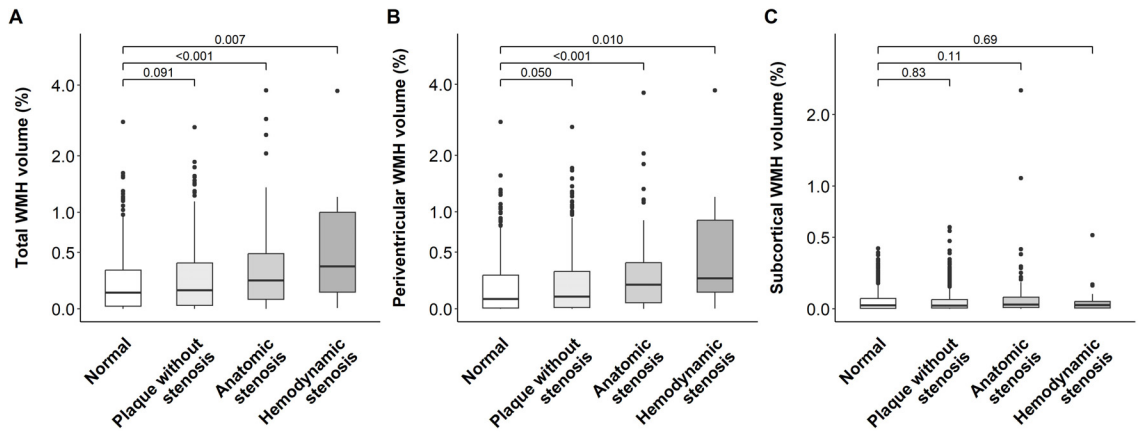 A
Total WMH volume (%)
0.007
<0.001
0.091
4.0
2.0
1.0
0.5
0.0
Normal
Plaque without
stenosis
Anatomic
stenosis
Hemodynamic
stenosis
B
Periventricular WMH volume (%)
0.010
<0.001
0.050
4.0
2.0
1.0
0.5
0.0
Normal
Plaque without
stenosis
Anatomic
stenosis
Hemodynamic
stenosis
C
Subcortical WMH volume (%)
0.69
0.11
0.83
2.0
1.0
0.5
0.0
Normal
Plaque without
stenosis
Anatomic
stenosis
Hemodynamic
stenosis